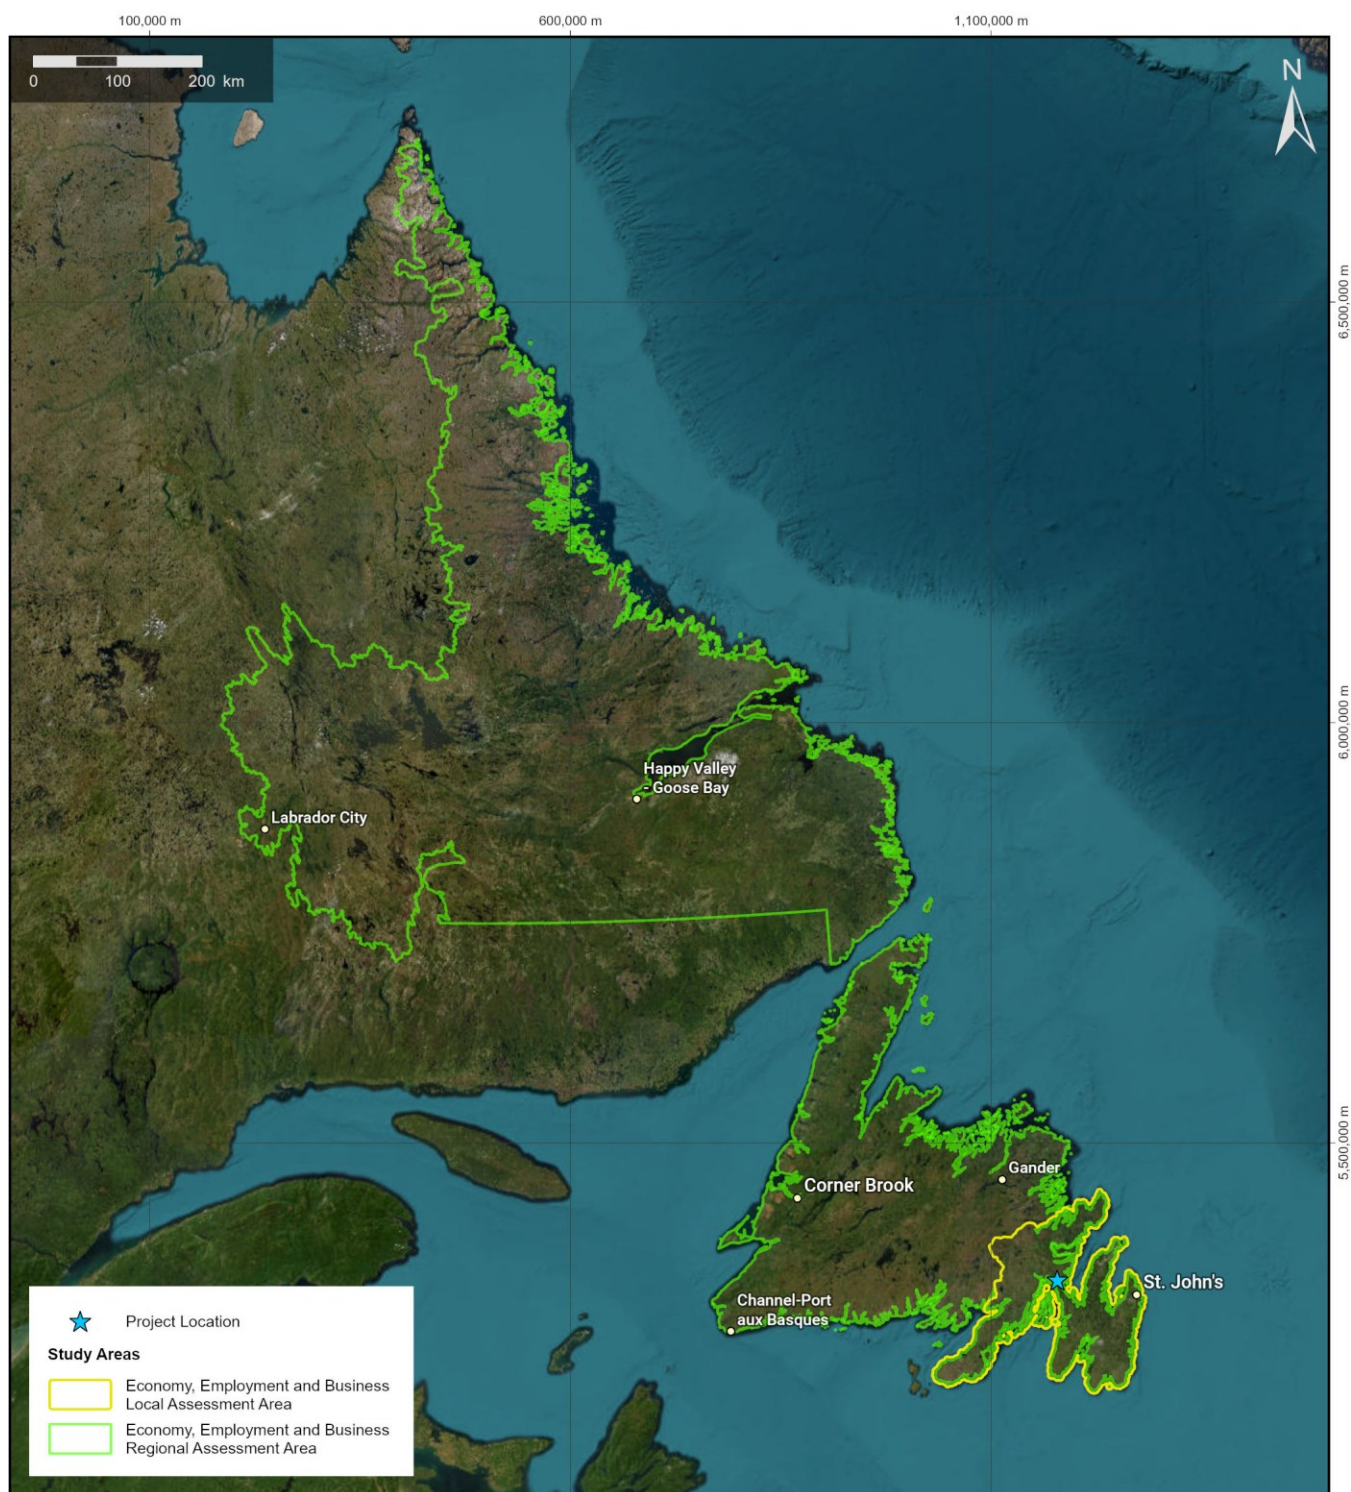 100,000 m
600,000 m
1,100,000 m
0 100 200 km
N
6,500,000 m
6,000,000 m
Happy Valley
- Goose Bay
Labrador City
5,500,000 m
Gander
Corner Brook
St. John's
Channel-Port
aux Basques
Project Location
Study Areas
Economy, Employment and Business
Local Assessment Area
Economy, Employment and Business
Regional Assessment Area